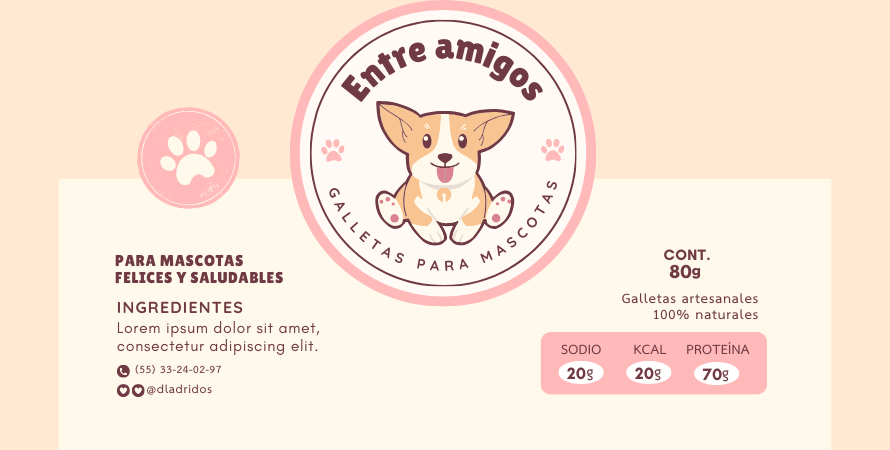 Entre amigos
GALLETAS PARA MASCOTAS
PARA MASCOTAS
FELICES Y SALUDABLES
INGREDIENTES
Lorem ipsum dolor sit amet,
consectetur adipiscing elit.
(55) 33-24-02-97
@dladridos
CONT.
80g
Galletas artesanales
100% naturales
SODIO KCAL PROTEÍNA
20g 20g 70g